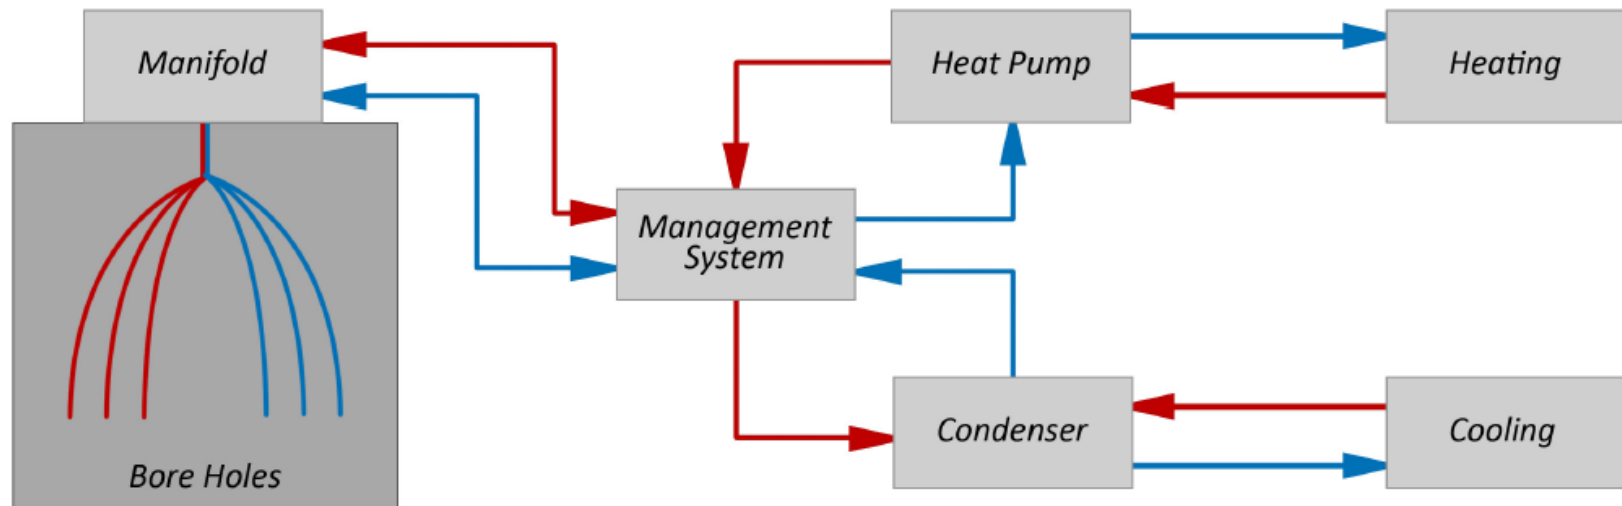 Manifold
Heat Pump
Heating
Management
System
Condenser
Cooling
Bore Holes